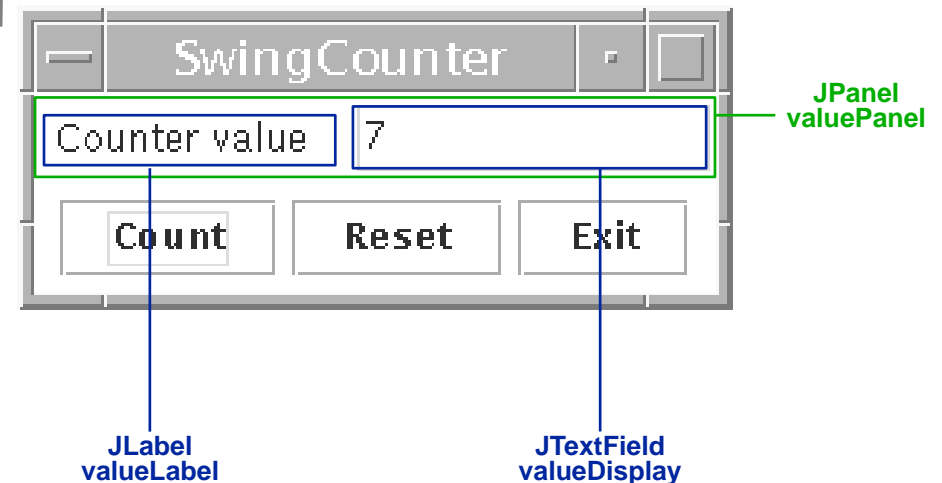 SwingCounter
JPanel
valuePanel
Counter value 7
Count Reset Exit
JLabel
valueLabel
JTextField
valueDisplay